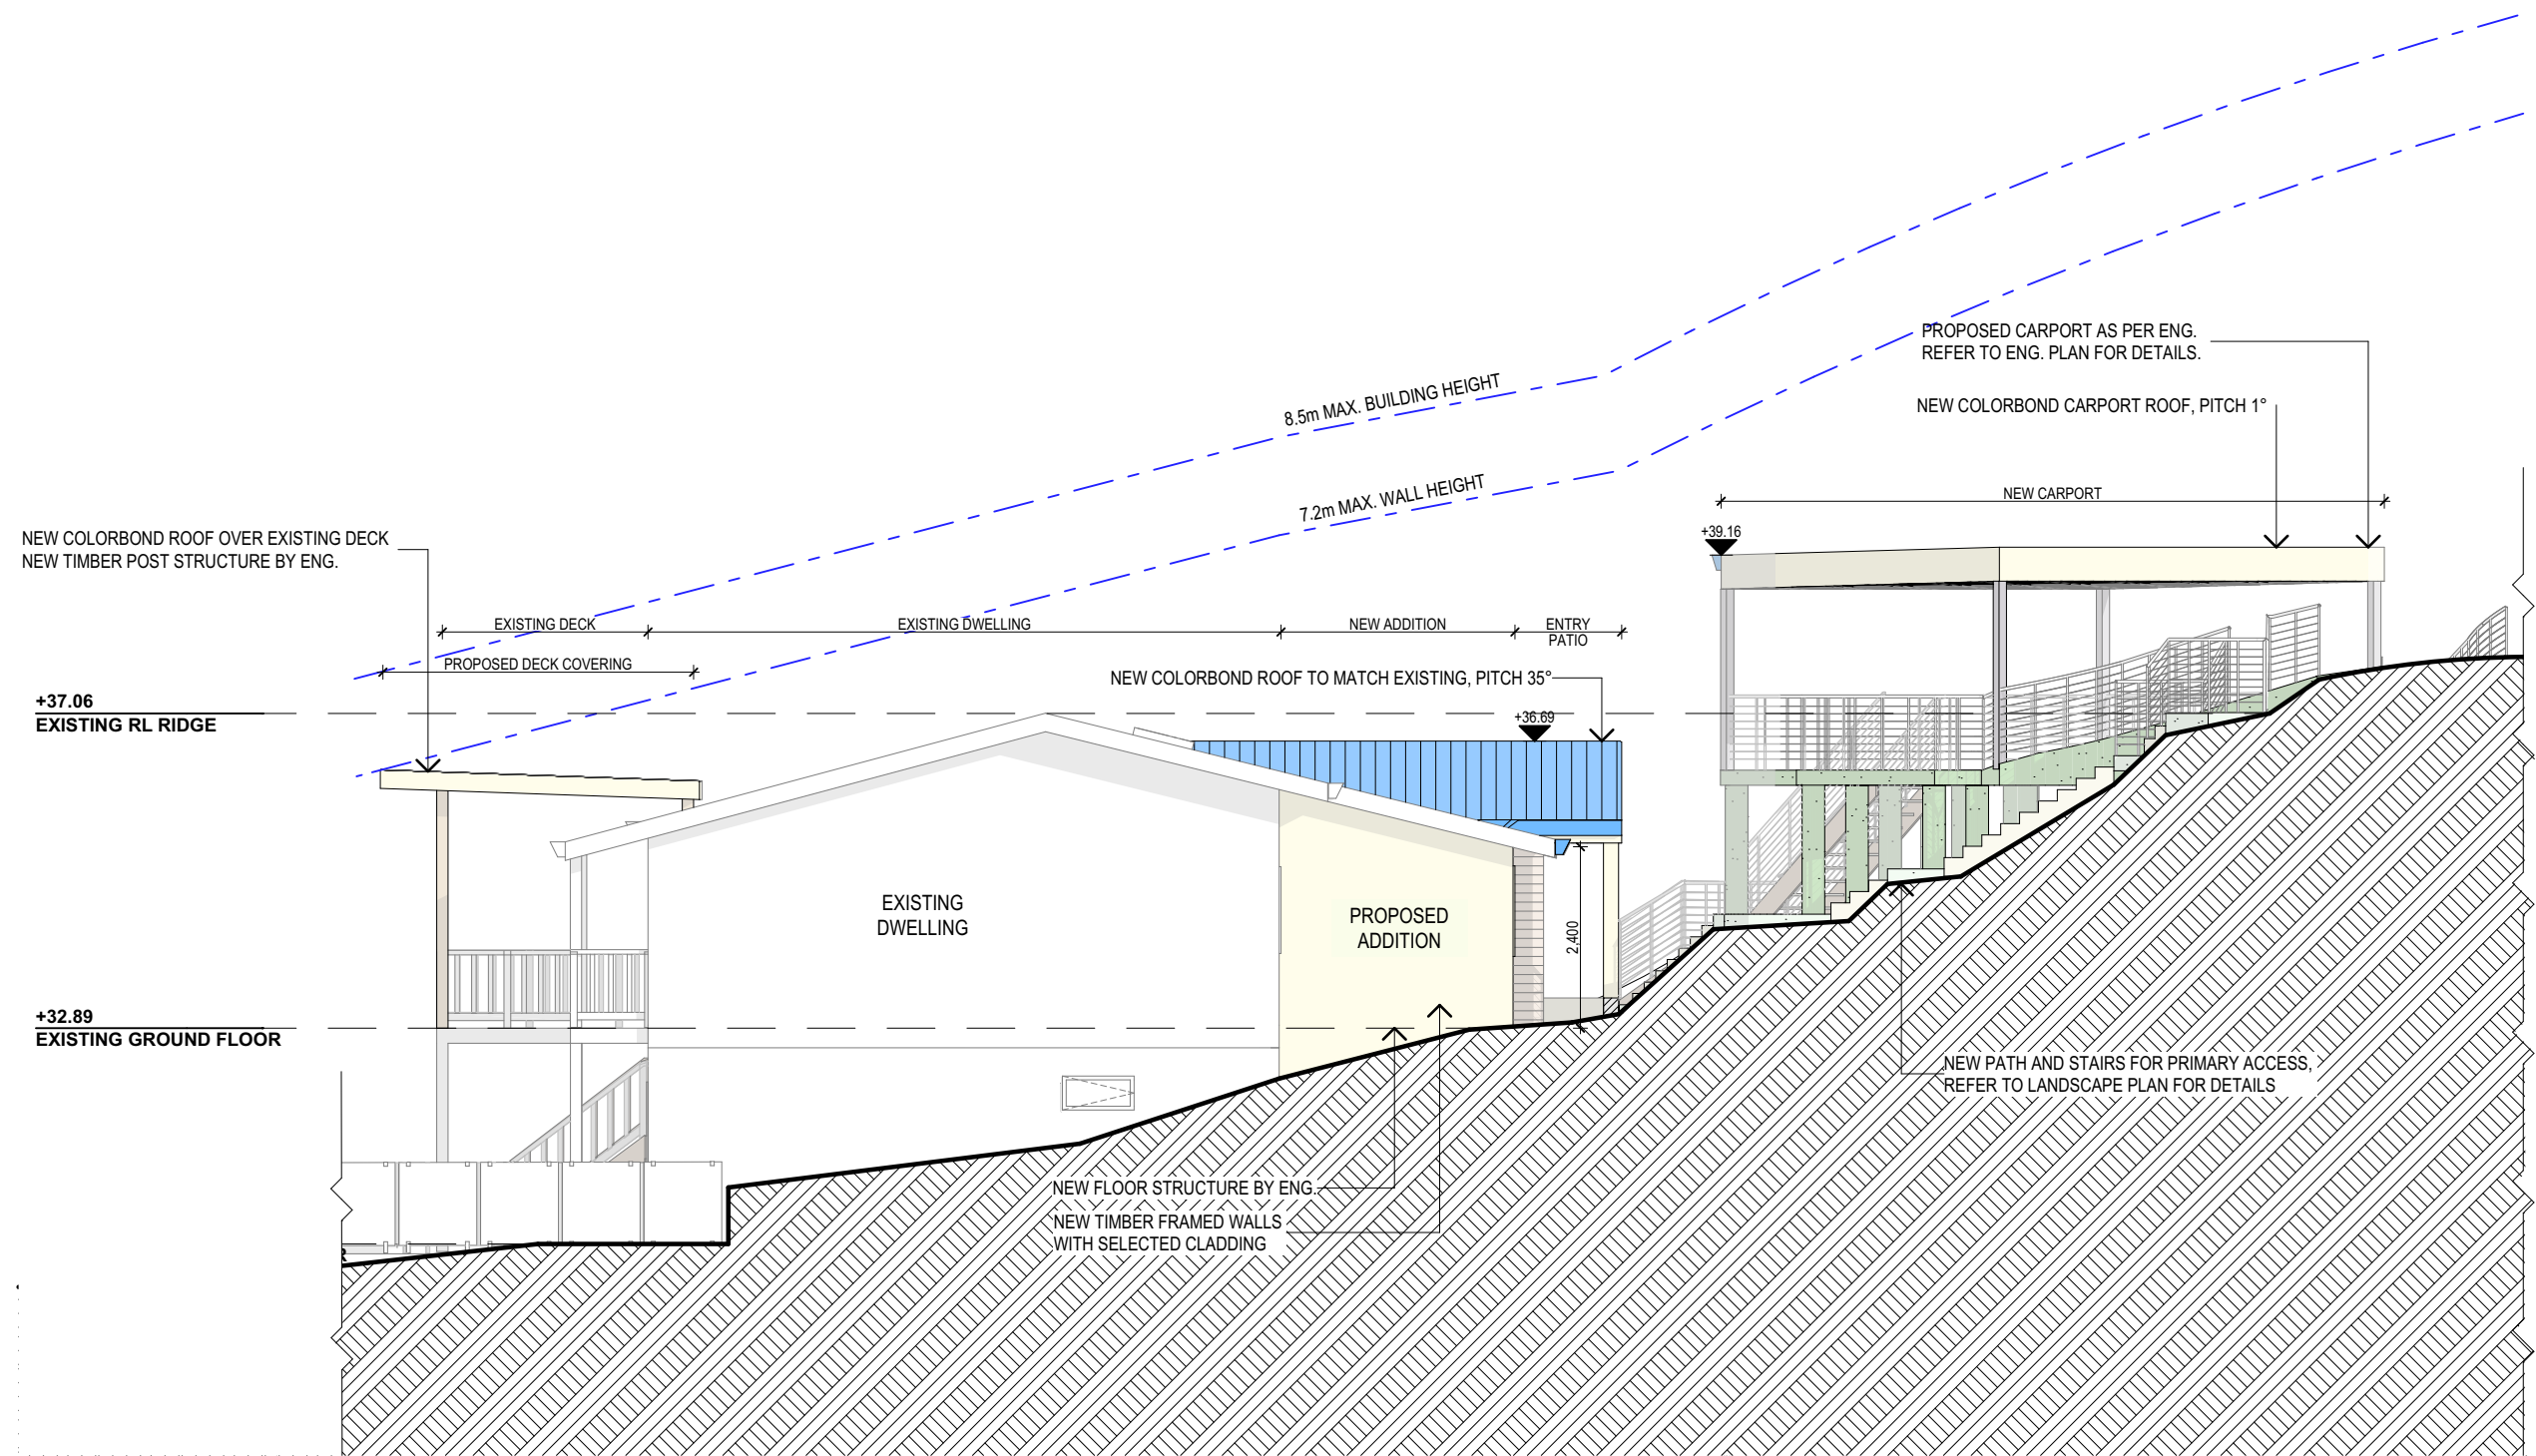 8.5m MAX. BUILDING HEIGHT
7.2m MAX. WALL HEIGHT
PROPOSED CARPORT AS PER ENG.
REFER TO ENG. PLAN FOR DETAILS.
NEW COLORBOND CARPORT ROOF, PITCH 1°
NEW CARPORT
+39.16
NEW COLORBOND ROOF OVER EXISTING DECK
NEW TIMBER POST STRUCTURE BY ENG.
EXISTING DECK
EXISTING DWELLING
NEW ADDITION
ENTRY
PATIO
PROPOSED DECK COVERING
NEW COLORBOND ROOF TO MATCH EXISTING, PITCH 35°
+37.06
EXISTING RL RIDGE
+36.69
EXISTING
DWELLING
PROPOSED
ADDITION
2,400
+32.89
EXISTING GROUND FLOOR
NEW PATH AND STAIRS FOR PRIMARY ACCESS,
REFER TO LANDSCAPE PLAN FOR DETAILS
NEW FLOOR STRUCTURE BY ENG.
NEW TIMBER FRAMED WALLS
WITH SELECTED CLADDING